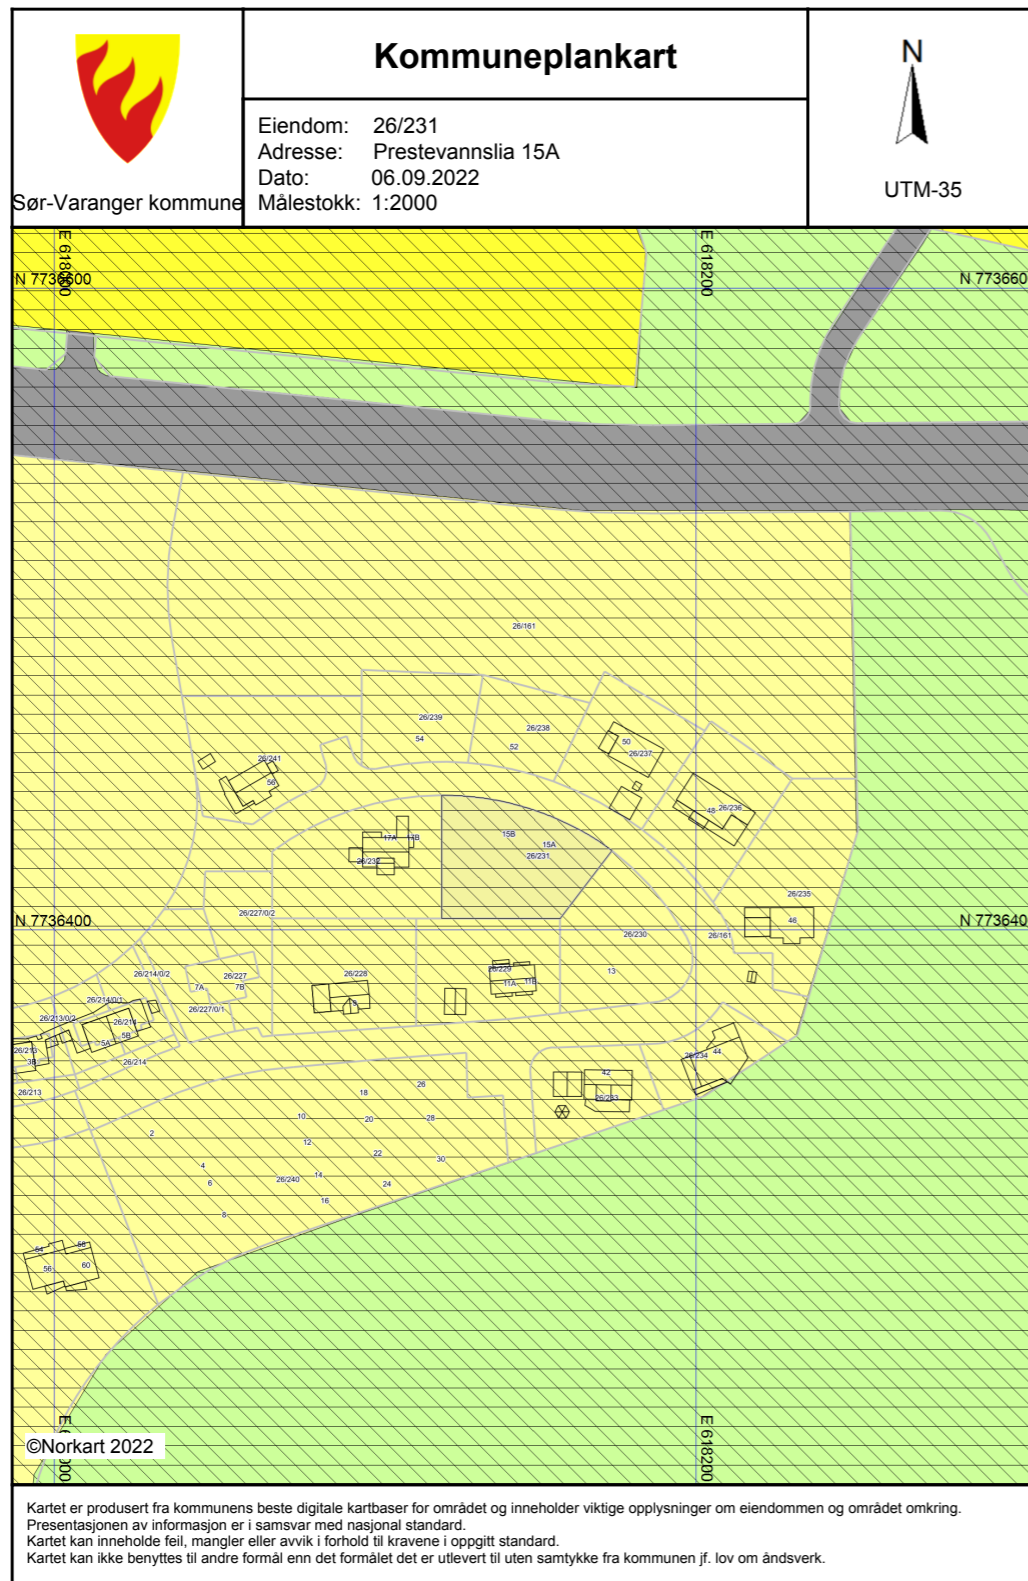 Sør-Varanger kommune
Kommuneplankart
Eiendom: 26/231
Adresse: Prestevannslia 15A
Dato: 06.09.2022
Målestokk: 1:2000
N
UTM-35
E 618000
E 618200
N 7736600
N 773660
26/161
26/239
54
26/238
52
50
26/237
26/241
56
48
26/236
15B
15A
26/231
17A
17B
26/232
26/235
46
26/227/0/2
N 7736400
N 773640
26/230
26/161
13
26/214/0/2
26/227
7A
7B
26/228
9
26/229
11A
11B
26/214/0/1
26/227/0/1
26/213/0/2
26/214
5B
5A
26/213
3B
26/214
26/234
44
42
26/233
26/213
18
26
10
20
28
2
12
22
30
4
14
26/240
24
6
16
8
54
58
56
60
E 618200
©Norkart 2022
Kartet er produsert fra kommunens beste digitale kartbaser for området og inneholder viktige opplysninger om eiendommen og området omkring.
Presentasjonen av informasjon er i samsvar med nasjonal standard.
Kartet kan inneholde feil, mangler eller avvik i forhold til kravene i oppgitt standard.
Kartet kan ikke benyttes til andre formål enn det formålet det er utlevert til uten samtykke fra kommunen jf. lov om åndsverk.